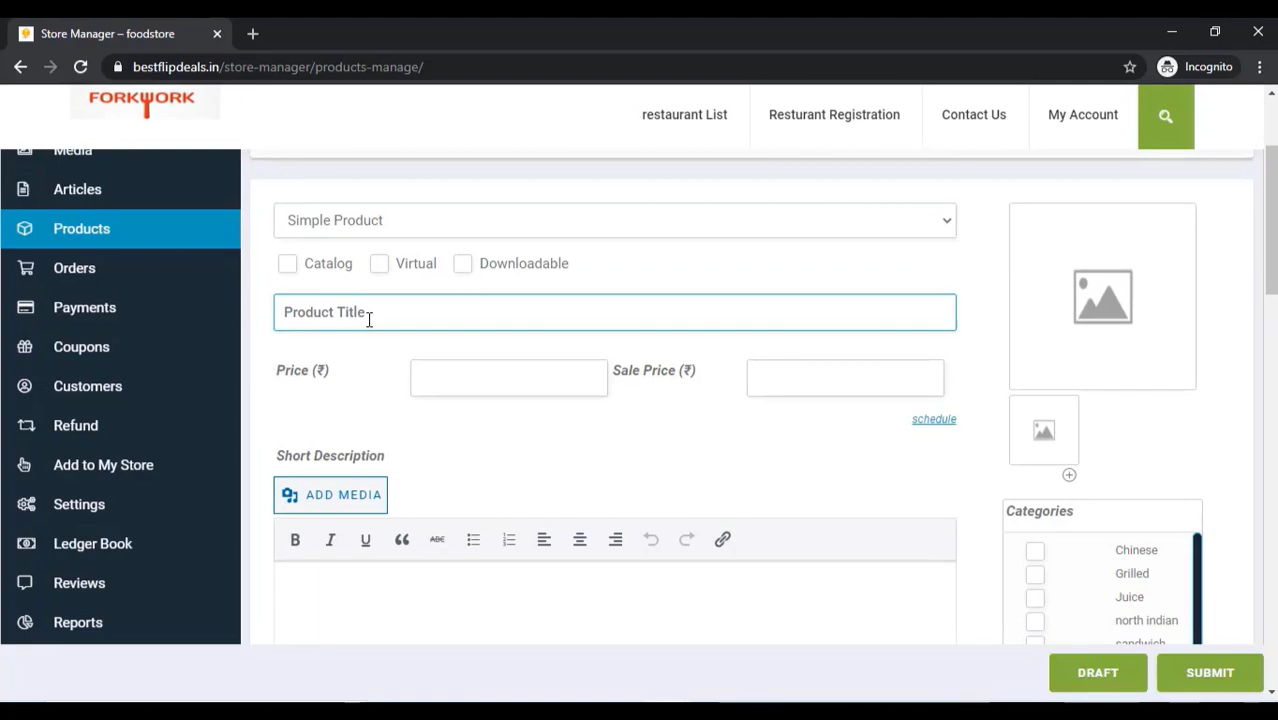 Store Manager – foodstore
bestflipdeals.in/store-manager/products-manage/
Incognito
FORKWORK
restaurant List
Resturant Registration
Contact Us
My Account
Media
Articles
Products
Orders
Payments
Coupons
Customers
Refund
Add to My Store
Settings
Ledger Book
Reviews
Reports
Simple Product
Catalog
Virtual
Downloadable
Product Title
Price (₹)
Sale Price (₹)
schedule
Short Description
ADD MEDIA
B I U ABC
Categories
Chinese
Grilled
Juice
north indian
sandwich
DRAFT
SUBMIT